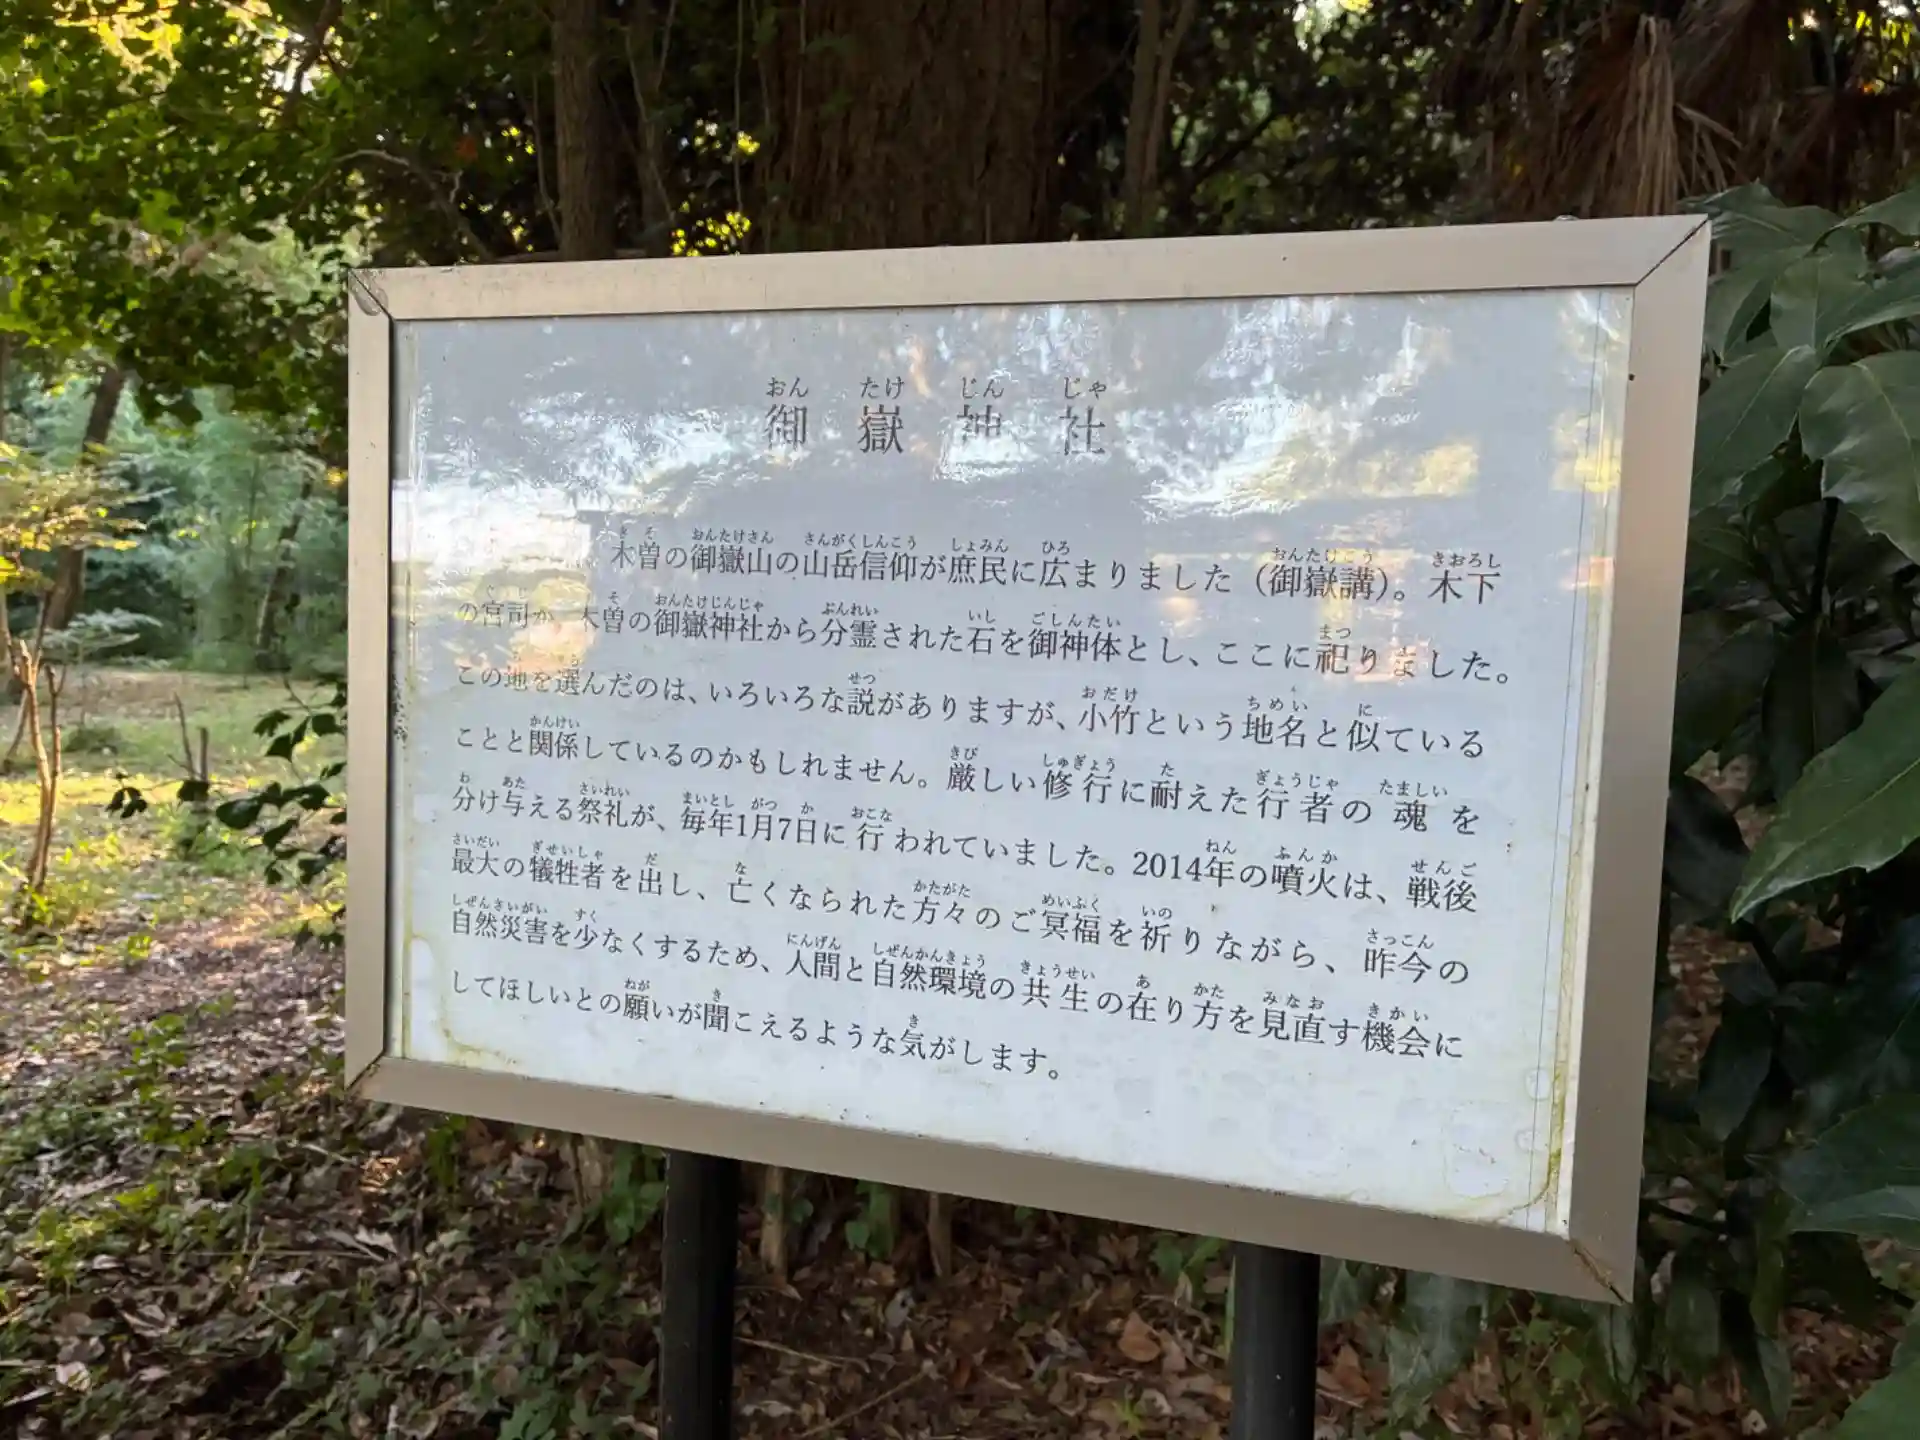 御嶽神社
木曽の御嶽山の山岳信仰が庶民に広まりました（御嶽講）。木下
の宮司が、木曽の御嶽神社から分霊された石を御神体とし、ここに祀りました。
この地を選んだのは、いろいろな説がありますが、小竹という地名と似ている
ことと関係しているのかもしれません。厳しい修行に耐えた行者の魂を
分け与える祭礼が、毎年1月7日に行われていました。2014年の噴火は、戦後
最大の犠牲者を出し、亡くなられた方々のご冥福を祈りながら、昨今の
自然災害を少なくするため、人間と自然環境の共生の在り方を見直す機会に
してほしいとの願いが聞こえるような気がします。